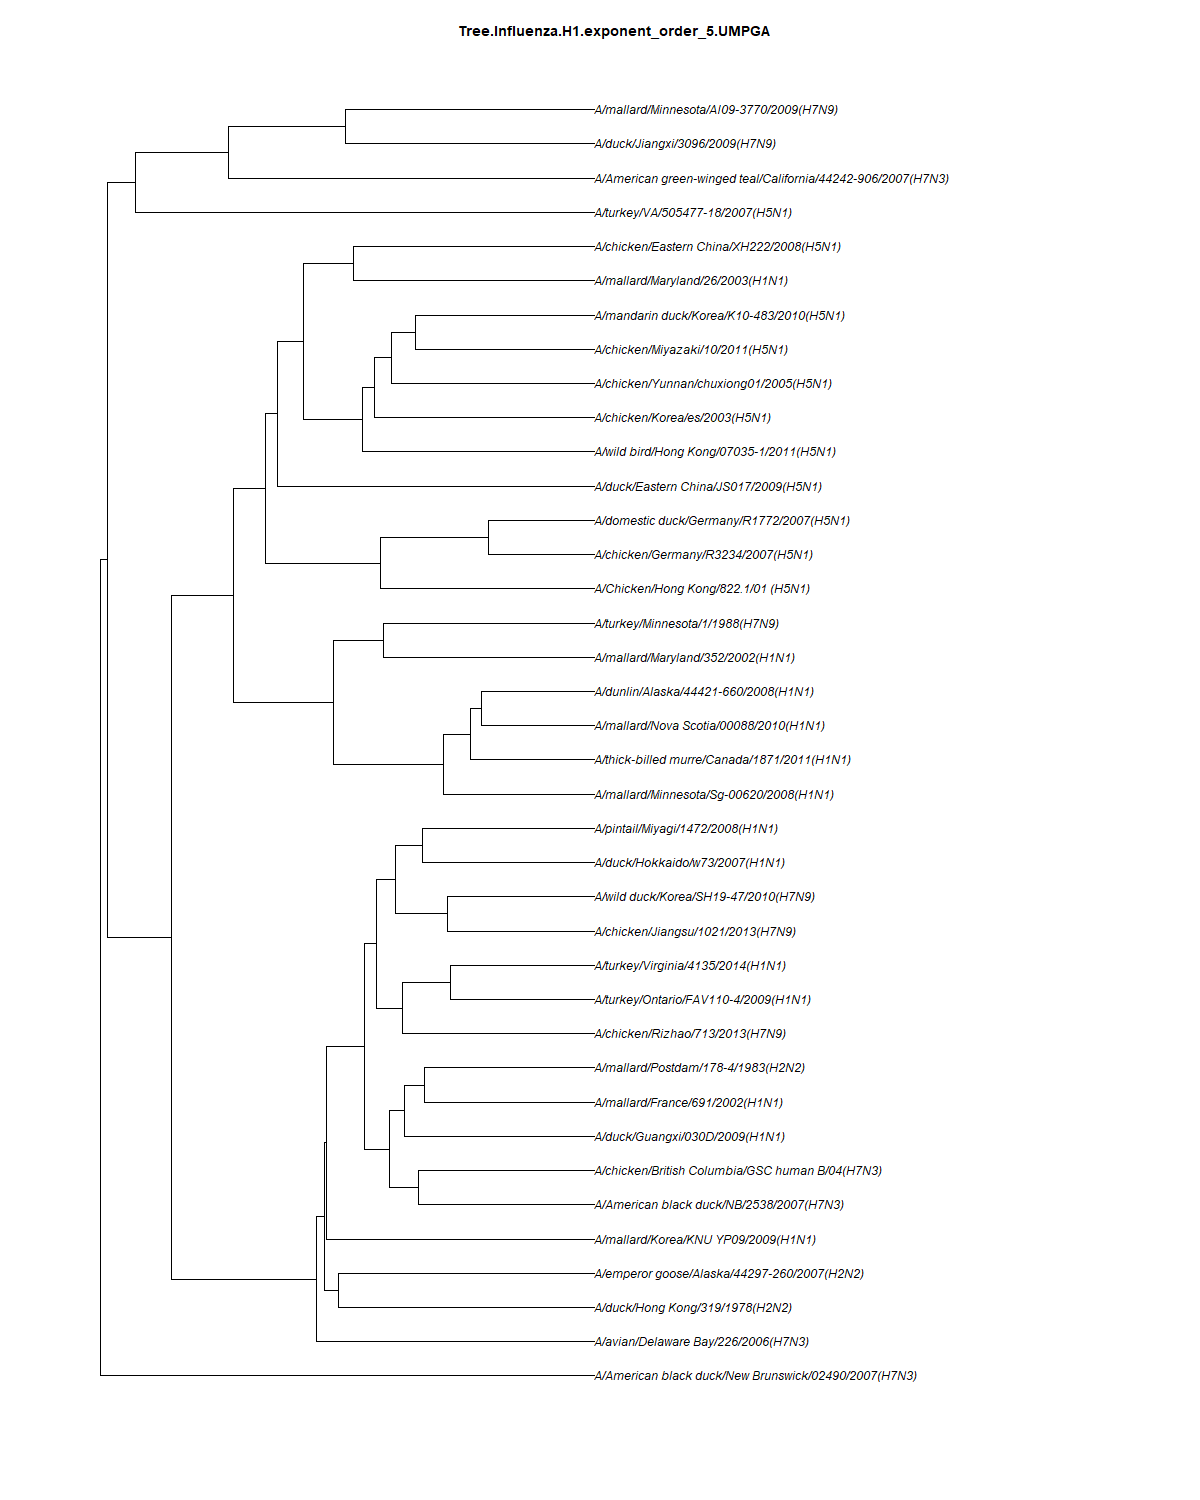 Tree.Influenza.H1.exponent_order_5.UMPGA
A/mallard/Minnesota/AI09-3770/2009(H7N9)
A/duck/Jiangxi/3096/2009(H7N9)
A/American green-winged teal/California/44242-906/2007(H7N3)
A/turkey/VA/505477-18/2007(H5N1)
A/chicken/Eastern China/XH222/2008(H5N1)
A/mallard/Maryland/26/2003(H1N1)
A/mandarin duck/Korea/K10-483/2010(H5N1)
A/chicken/Miyazaki/10/2011(H5N1)
A/chicken/Yunnan/chuxiong01/2005(H5N1)
A/chicken/Korea/es/2003(H5N1)
A/wild bird/Hong Kong/07035-1/2011(H5N1)
A/duck/Eastern China/JS017/2009(H5N1)
A/domestic duck/Germany/R1772/2007(H5N1)
A/chicken/Germany/R3234/2007(H5N1)
A/Chicken/Hong Kong/822.1/01 (H5N1)
A/turkey/Minnesota/1/1988(H7N9)
A/mallard/Maryland/352/2002(H1N1)
A/dunlin/Alaska/44421-660/2008(H1N1)
A/mallard/Nova Scotia/00088/2010(H1N1)
A/thick-billed murre/Canada/1871/2011(H1N1)
A/mallard/Minnesota/Sg-00620/2008(H1N1)
A/pintail/Miyagi/1472/2008(H1N1)
A/duck/Hokkaido/w73/2007(H1N1)
A/wild duck/Korea/SH19-47/2010(H7N9)
A/chicken/Jiangsu/1021/2013(H7N9)
A/turkey/Virginia/4135/2014(H1N1)
A/turkey/Ontario/FAV110-4/2009(H1N1)
A/chicken/Rizhao/713/2013(H7N9)
A/mallard/Postdam/178-4/1983(H2N2)
A/mallard/France/691/2002(H1N1)
A/duck/Guangxi/030D/2009(H1N1)
A/chicken/British Columbia/GSC human B/04(H7N3)
A/American black duck/NB/2538/2007(H7N3)
A/mallard/Korea/KNU YP09/2009(H1N1)
A/emperor goose/Alaska/44297-260/2007(H2N2)
A/duck/Hong Kong/319/1978(H2N2)
A/avian/Delaware Bay/226/2006(H7N3)
A/American black duck/New Brunswick/02490/2007(H7N3)